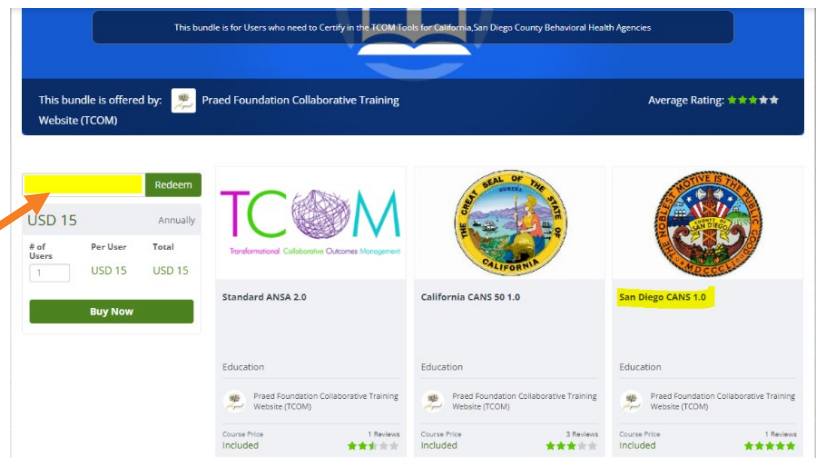 This bundle is for Users who need to Certify in the TCOM Tools for California,San Diego County Behavioral Health Agencies
This bundle is offered by: Praed Foundation Collaborative Training
Website (TCOM)
Average Rating:
Redeem
USD 15 Annually
# of Users Per User Total
1 USD 15 USD 15
Buy Now
TCOM
Transformational Collaborative Outcomes Management
Standard ANSA 2.0
Education
Praed Foundation Collaborative Training
Website (TCOM)
Course Price 1 Reviews
Included
GREAT SEAL OF THE STATE OF CALIFORNIA
EUREKA
California CANS 50 1.0
Education
Praed Foundation Collaborative Training
Website (TCOM)
Course Price 3 Reviews
Included
THE NOBLEST MOTIVE IS THE PUBLIC GOOD
SAN DIEGO
MDCCCLII
San Diego CANS 1.0
Education
Praed Foundation Collaborative Training
Website (TCOM)
Course Price 1 Reviews
Included